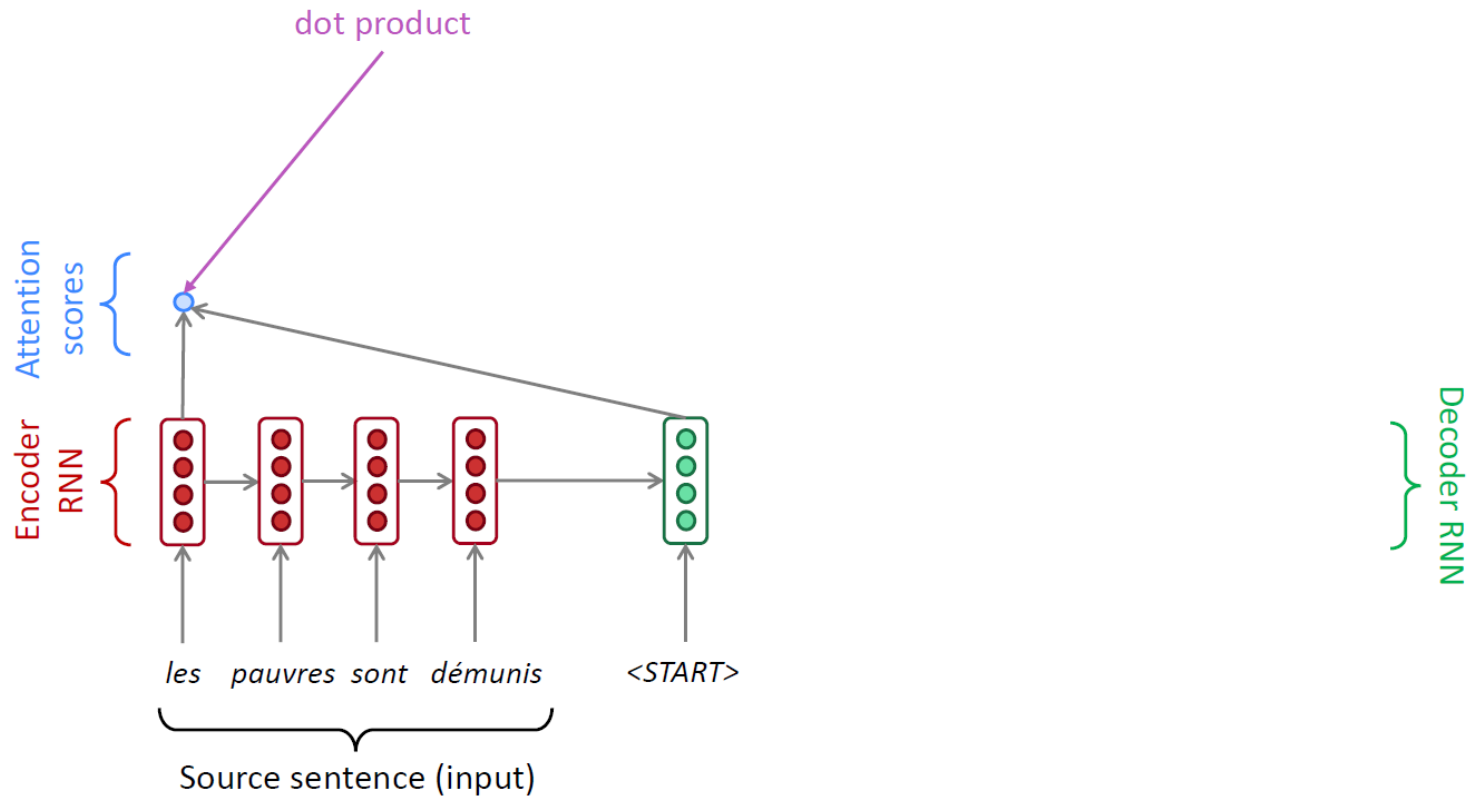 dot product
Attention
scores
Encoder
RNN
Decoder RNN
les pauvres sont démunis <START>
Source sentence (input)